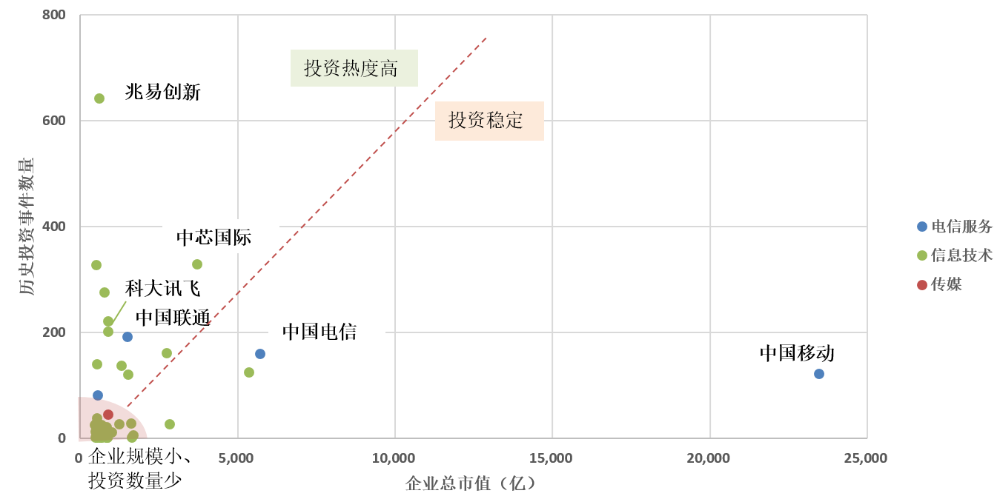 800
投资热度高
兆易创新
投资稳定
600
历史投资事件数量
400
中芯国际
电信服务
信息技术
传媒
科大讯飞
中国联通
200
中国电信
中国移动
0
0
5,000
10,000
15,000
20,000
25,000
企业规模小、
投资数量少
企业总市值（亿）